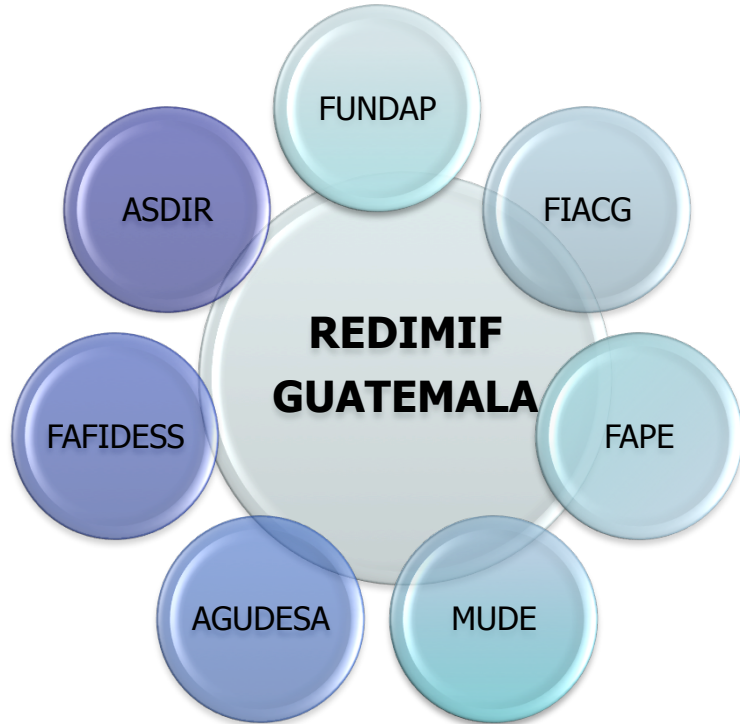 FUNDAP
ASDIR
FIACG
REDIMIF
GUATEMALA
FAFIDESS
FAPE
AGUDESA
MUDE